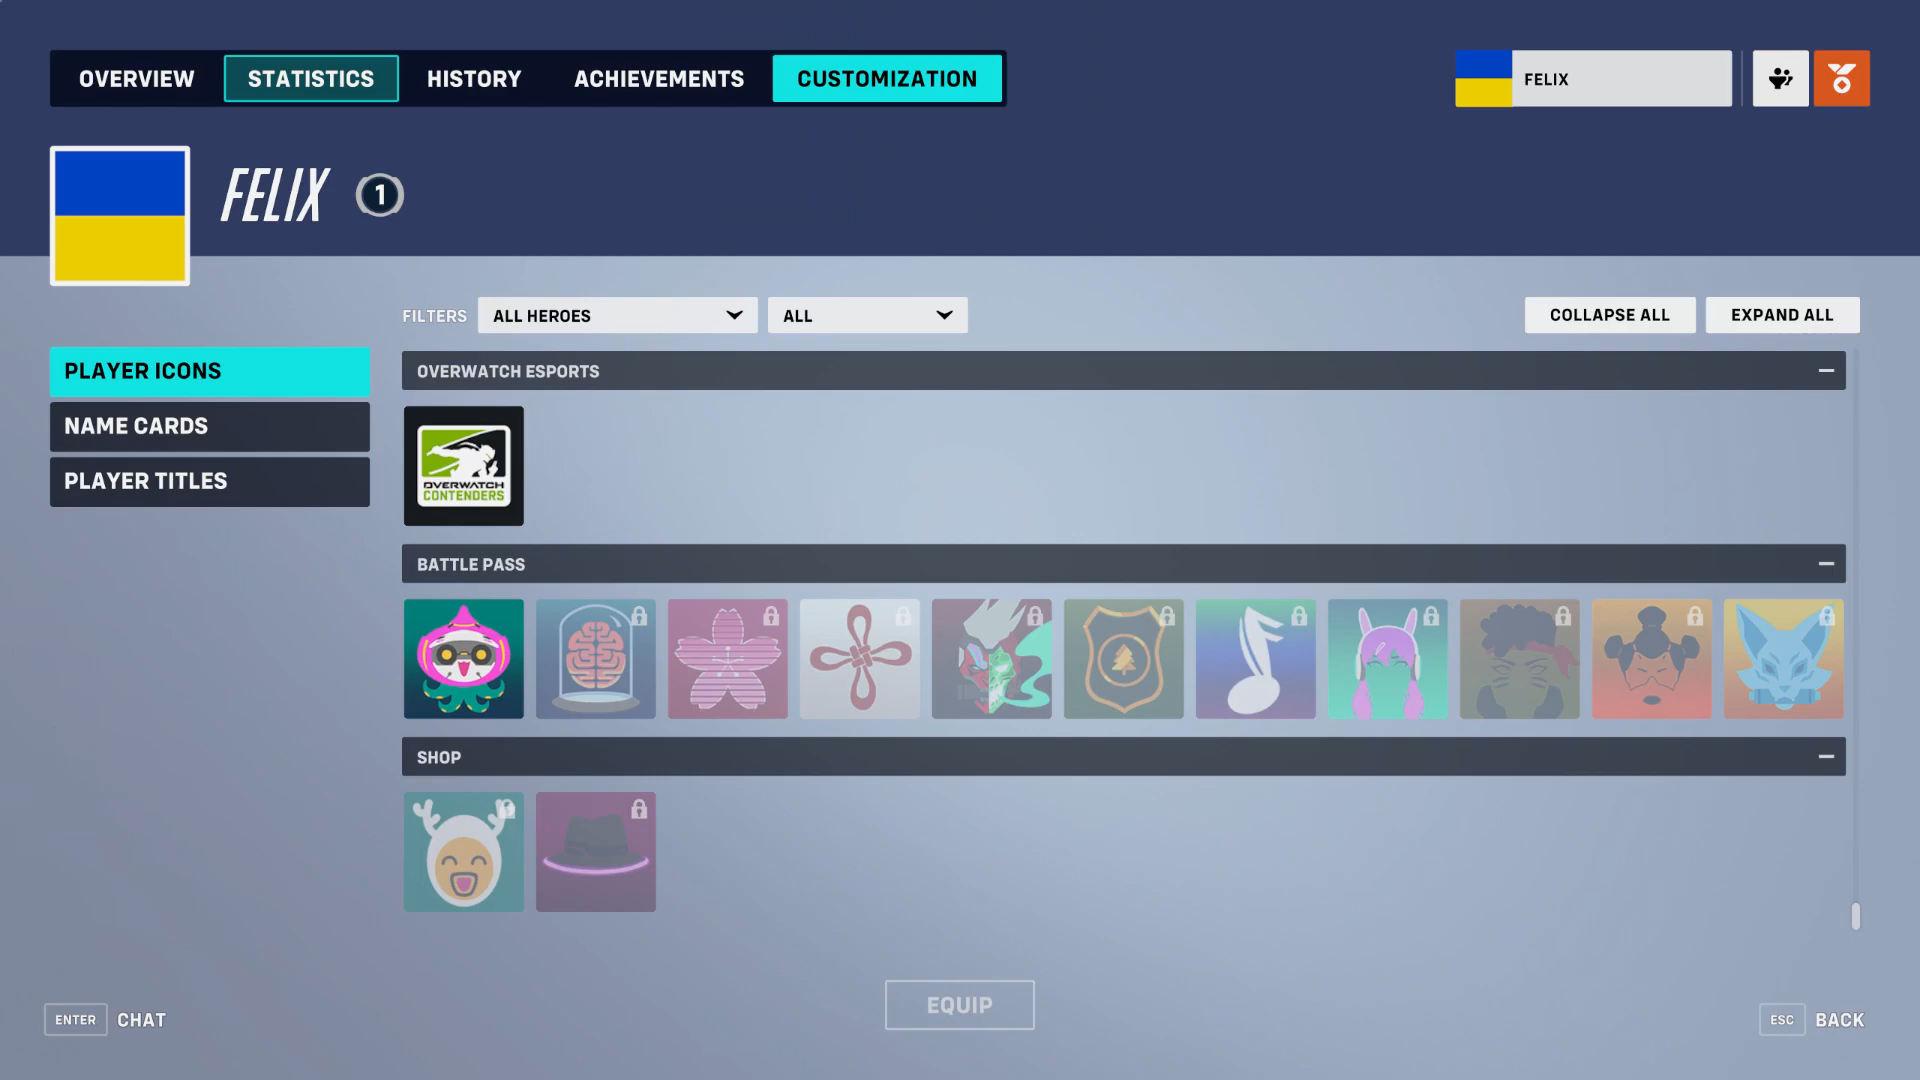 OVERVIEW STATISTICS HISTORY ACHIEVEMENTS CUSTOMIZATION
FELIX
FELIX 1
FILTERS ALL HEROES ALL COLLAPSE ALL EXPAND ALL
PLAYER ICONS
NAME CARDS
PLAYER TITLES
OVERWATCH ESPORTS
OVERWATCH
CONTENDERS
BATTLE PASS
SHOP
EQUIP
ENTER CHAT
ESC BACK